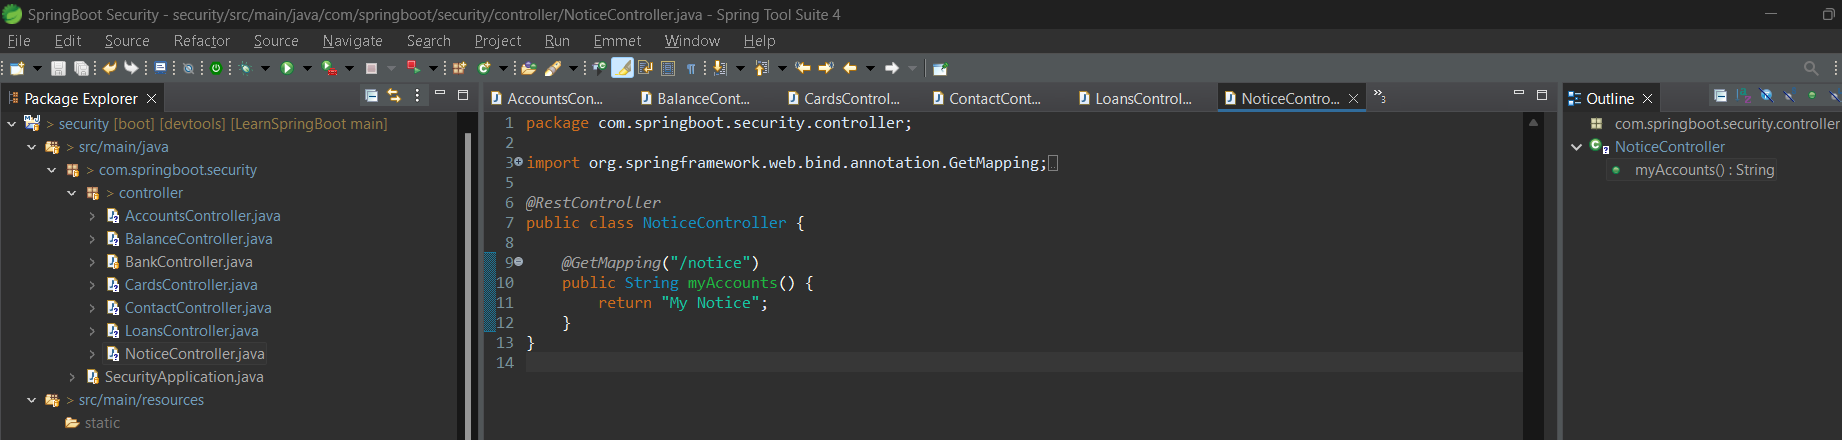 SpringBoot Security - security/src/main/java/com/springboot/security/controller/NoticeController.java - Spring Tool Suite 4
File Edit Source Refactor Source Navigate Search Project Run Emmet Window Help
Package Explorer
> security [boot] [devtools] [LearnSpringBoot main]
> src/main/java
> com.springboot.security
> controller
AccountsController.java
BalanceController.java
BankController.java
CardsController.java
ContactController.java
LoansController.java
NoticeController.java
SecurityApplication.java
> src/main/resources
static
AccountsCon... BalanceCont... CardsControl... ContactCont... LoansControl... NoticeContro... »3
1 package com.springboot.security.controller;
2
3 import org.springframework.web.bind.annotation.GetMapping;
5
6 @RestController
7 public class NoticeController {
8
9 @GetMapping("/notice")
10 public String myAccounts() {
11 return "My Notice";
12 }
13 }
14
Outline
com.springboot.security.controller
NoticeController
myAccounts() : String